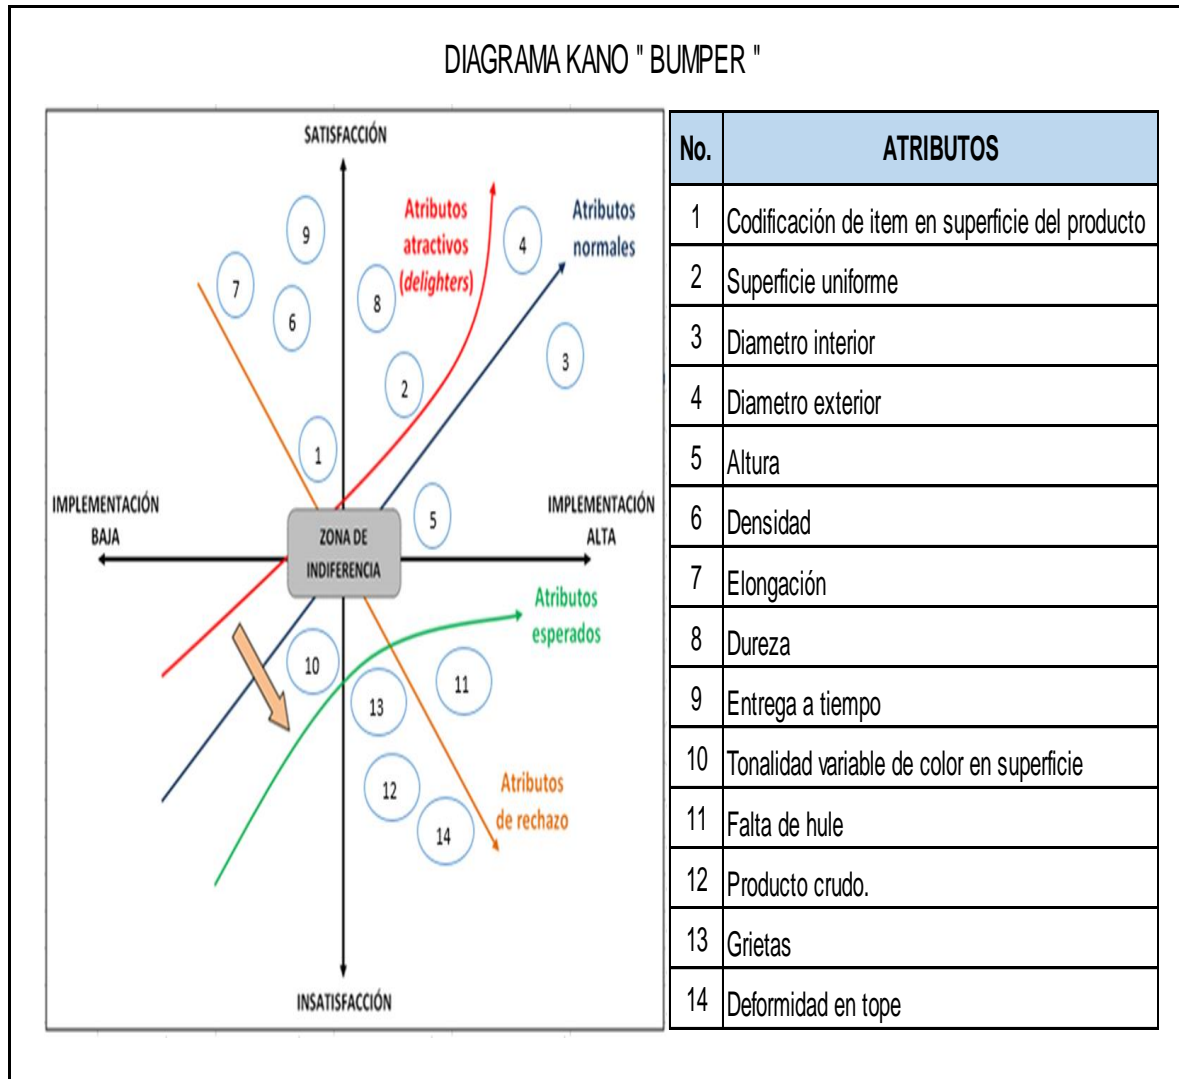 DIAGRAMA KANO " BUMPER "
SATISFACCIÓN
Atributos
atractivos
(delighters)
Atributos
normales
9
7
6
8
4
3
2
1
5
IMPLEMENTACIÓN
BAJA
IMPLEMENTACIÓN
ALTA
ZONA DE
INDIFERENCIA
Atributos
esperados
10
13
11
12
14
Atributos
de rechazo
INSATISFACCIÓN
No. ATRIBUTOS
1 Codificación de item en superficie del producto
2 Superficie uniforme
3 Diametro interior
4 Diametro exterior
5 Altura
6 Densidad
7 Elongación
8 Dureza
9 Entrega a tiempo
10 Tonalidad variable de color en superficie
11 Falta de hule
12 Producto crudo.
13 Grietas
14 Deformidad en tope